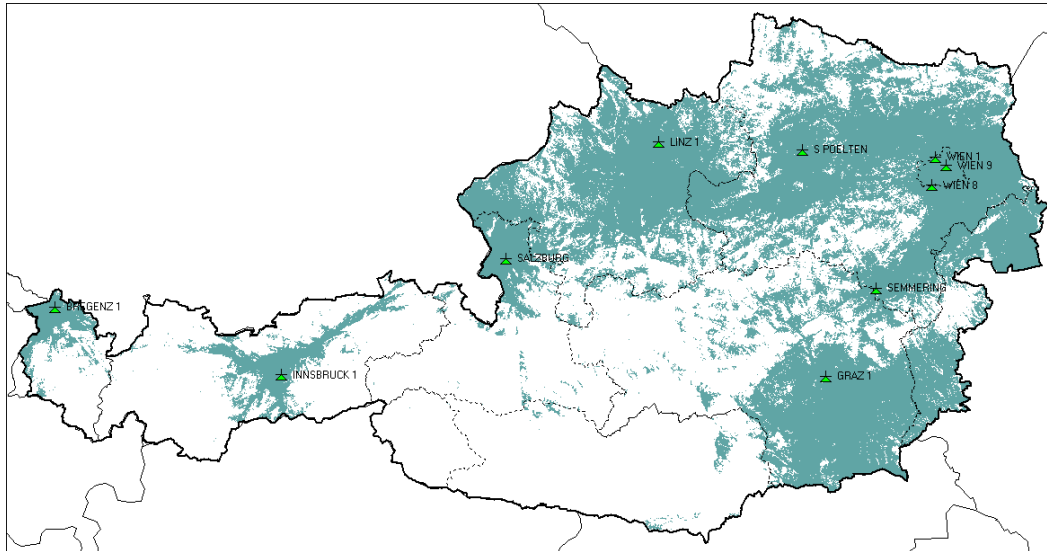 LINZ 1
S POELTEN
WIEN 1
WIEN 9
WIEN 8
SALZBURG
SEMMERING
BREGENZ 1
INNSBRUCK 1
GRAZ 1